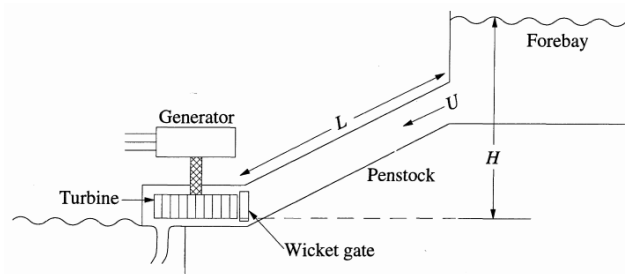 Forebay
Generator
L
U
H
Penstock
Turbine
Wicket gate